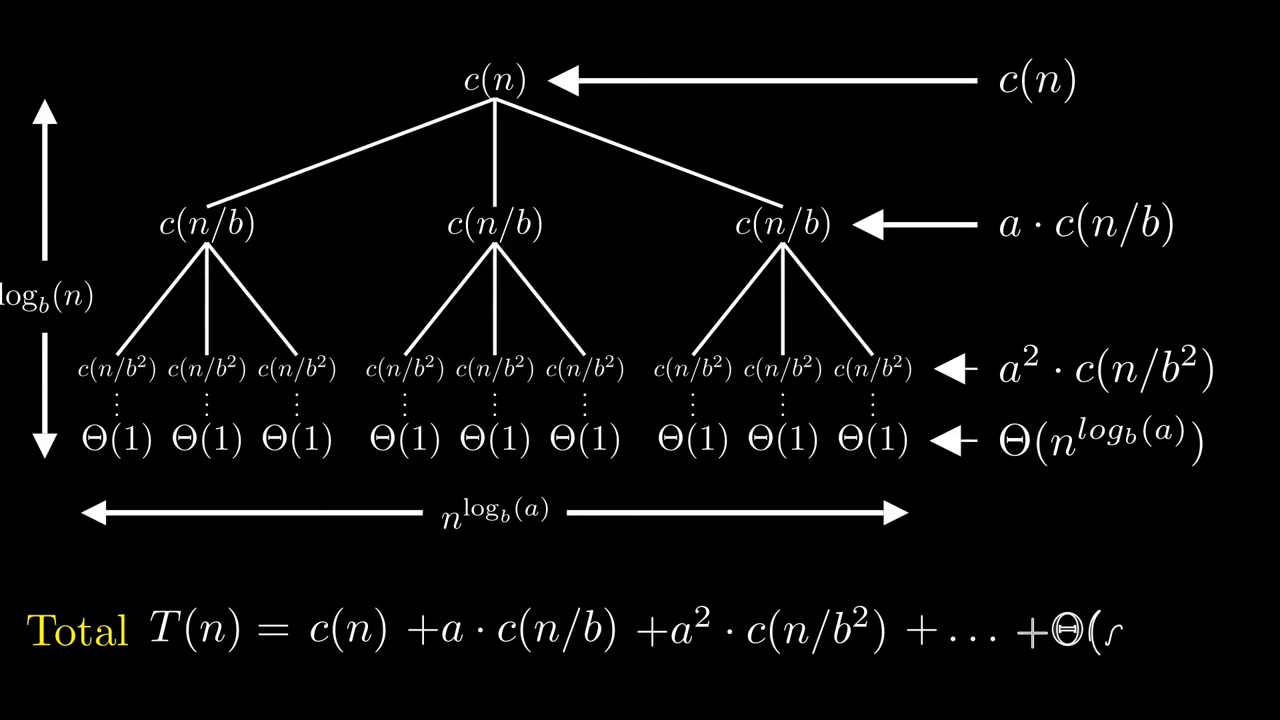 c(n) c(n)
c(n/b) c(n/b) c(n/b) a · c(n/b)
log_b(n)
c(n/b²) c(n/b²) c(n/b²) c(n/b²) c(n/b²) c(n/b²) c(n/b²) c(n/b²) c(n/b²) a² · c(n/b²)
Θ(1) Θ(1) Θ(1) Θ(1) Θ(1) Θ(1) Θ(1) Θ(1) Θ(1) Θ(n^{log_b(a)})
n^{log_b(a)}
Total T(n) = c(n) +a · c(n/b) +a² · c(n/b²) + … +Θ(